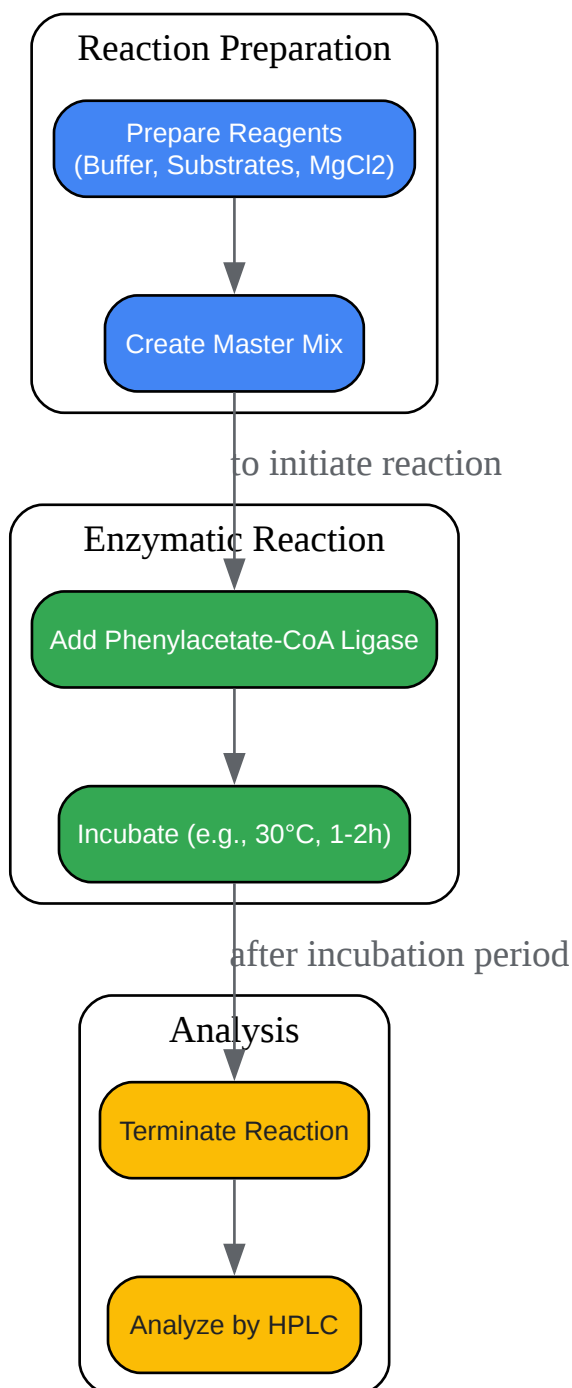 Reaction Preparation
Prepare Reagents
(Buffer, Substrates, MgCl2)
Create Master Mix
to initiate reaction
Enzymatic Reaction
Add Phenylacetate-CoA Ligase
Incubate (e.g., 30°C, 1-2h)
after incubation period
Analysis
Terminate Reaction
Analyze by HPLC